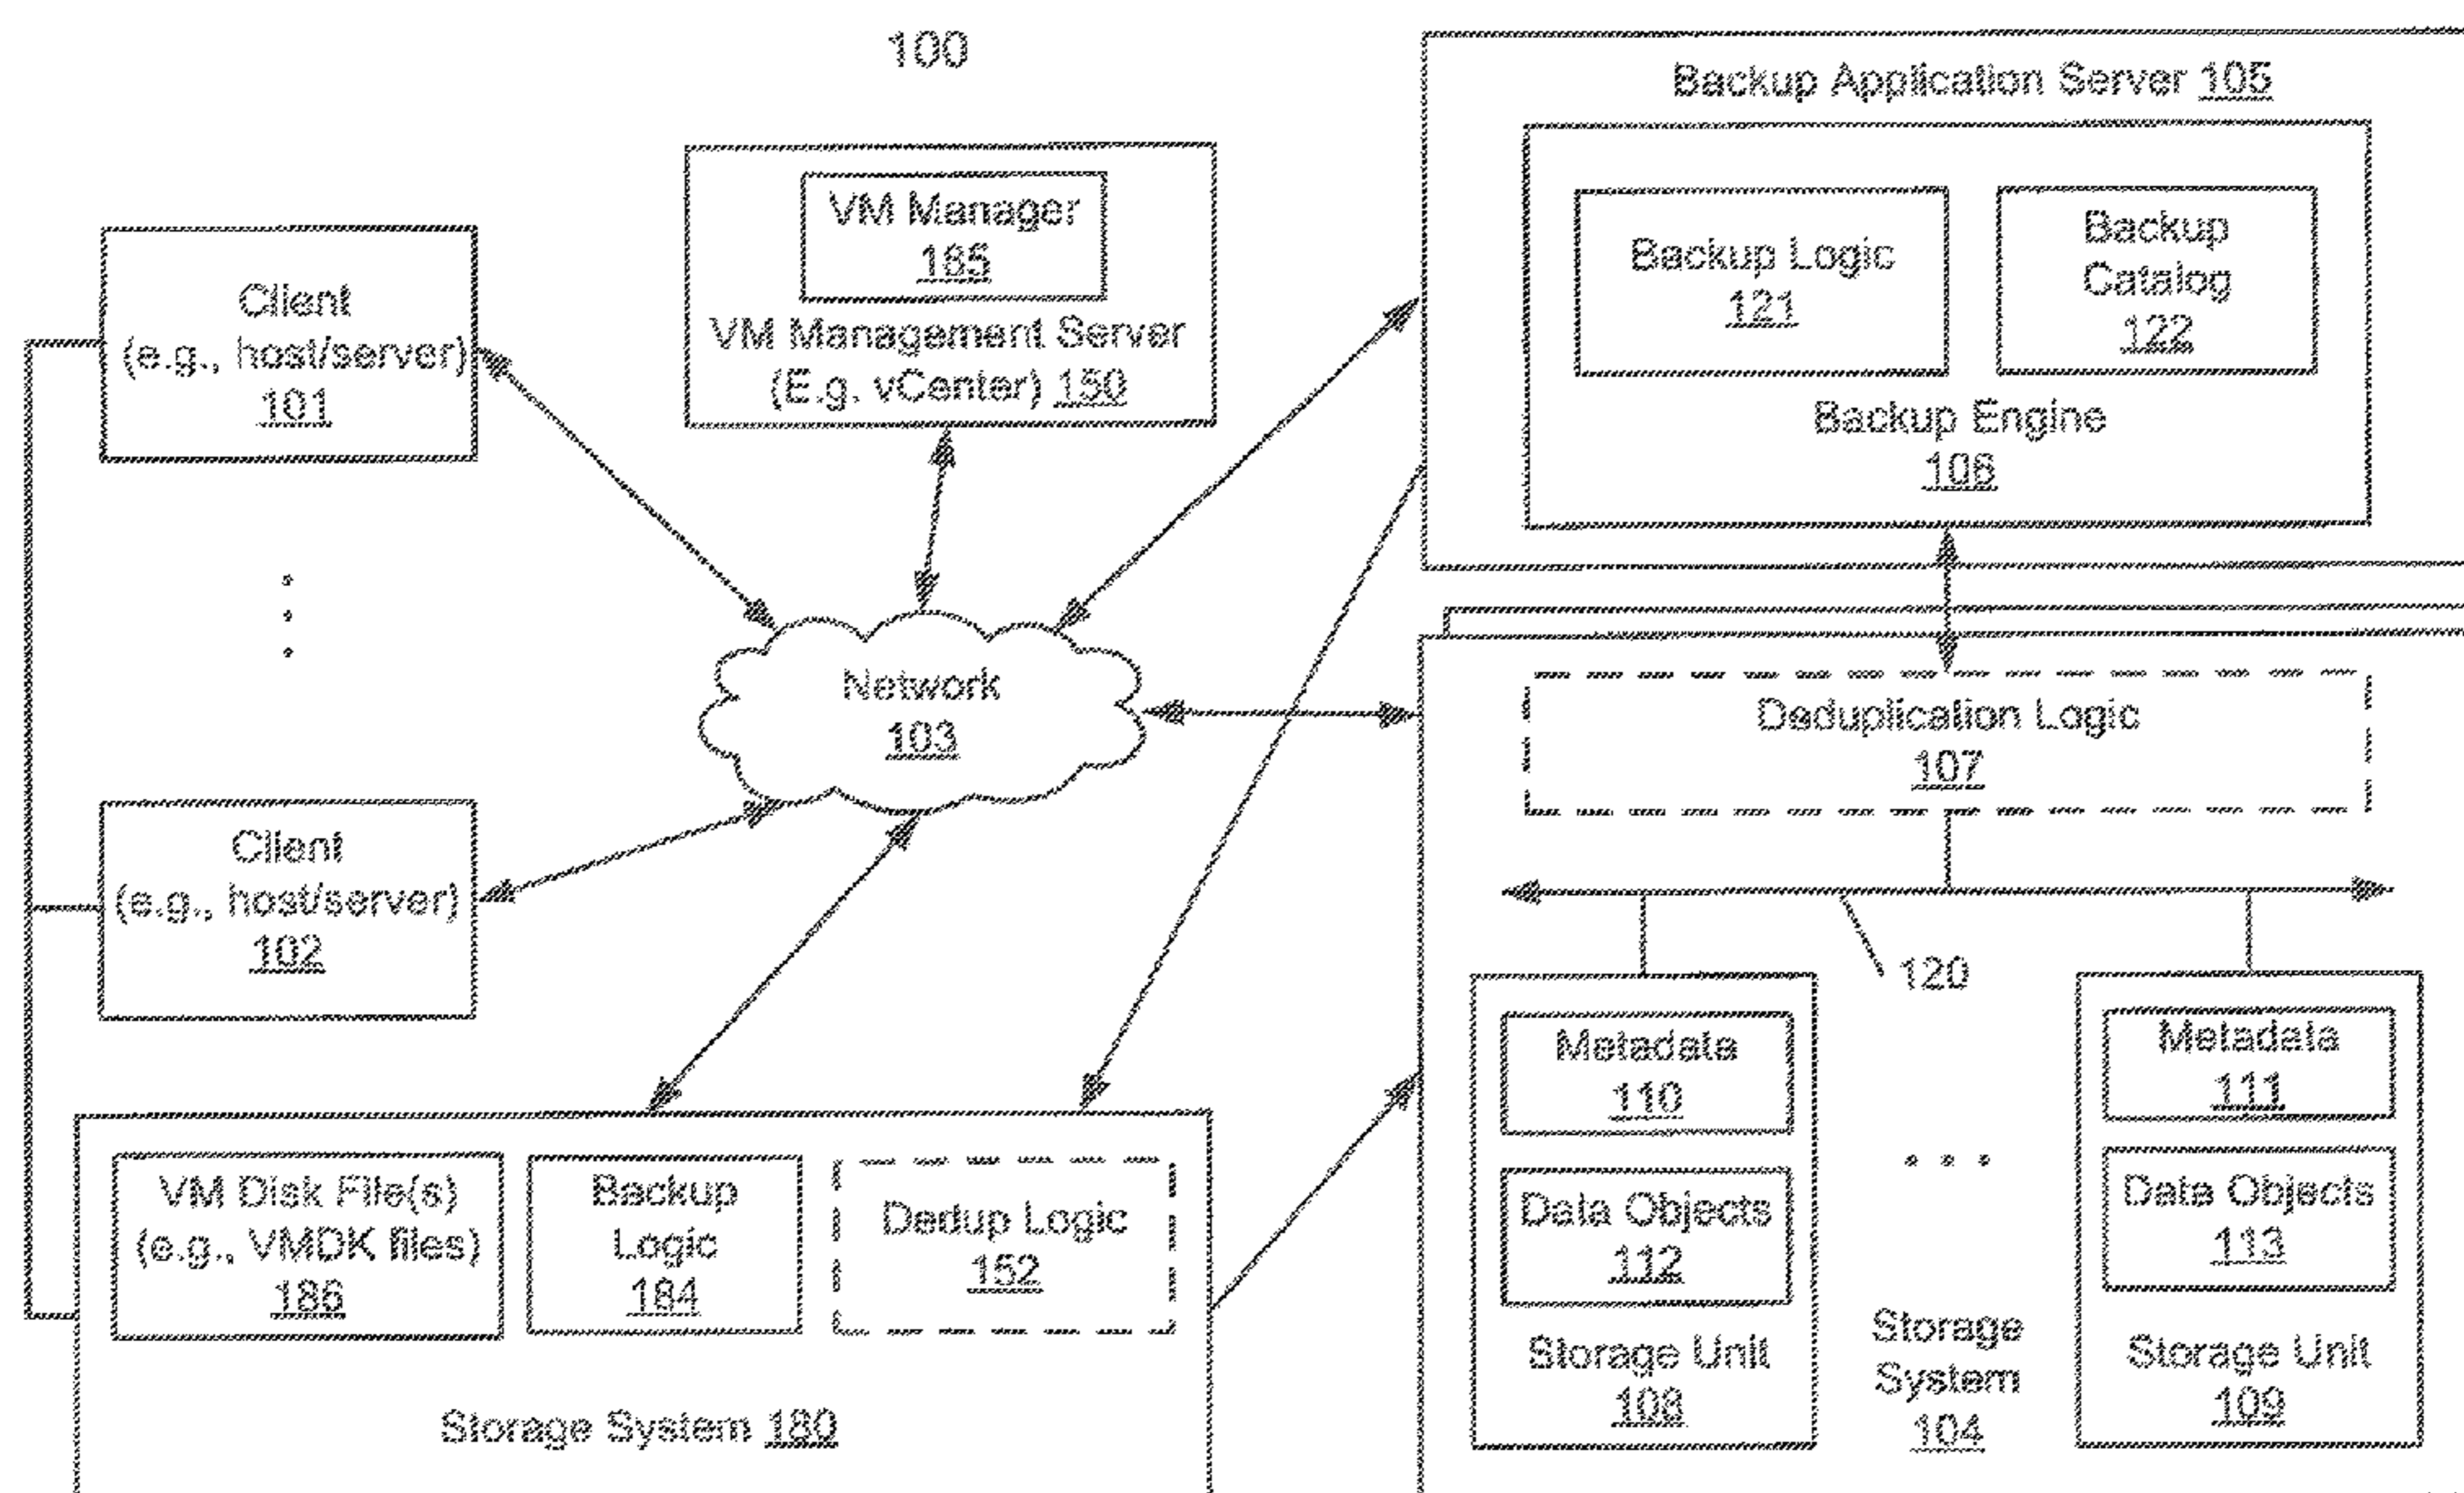 100
Backup Application Server 105
Backup Logic
121
Backup
Catalog
122
Backup Engine
106
VM Manager
185
VM Management Server
(E.g. vCenter) 150
Client
(e.g., host/server)
101
Network
103
Client
(e.g., host/server)
102
Deduplication Logic
107
120
Metadata
110
Data Objects
112
Storage Unit
108
Storage
System
104
Metadata
111
Data Objects
113
Storage Unit
109
VM Disk File(s)
(e.g., VMDK files)
186
Backup
Logic
184
Dedup Logic
152
Storage System 180